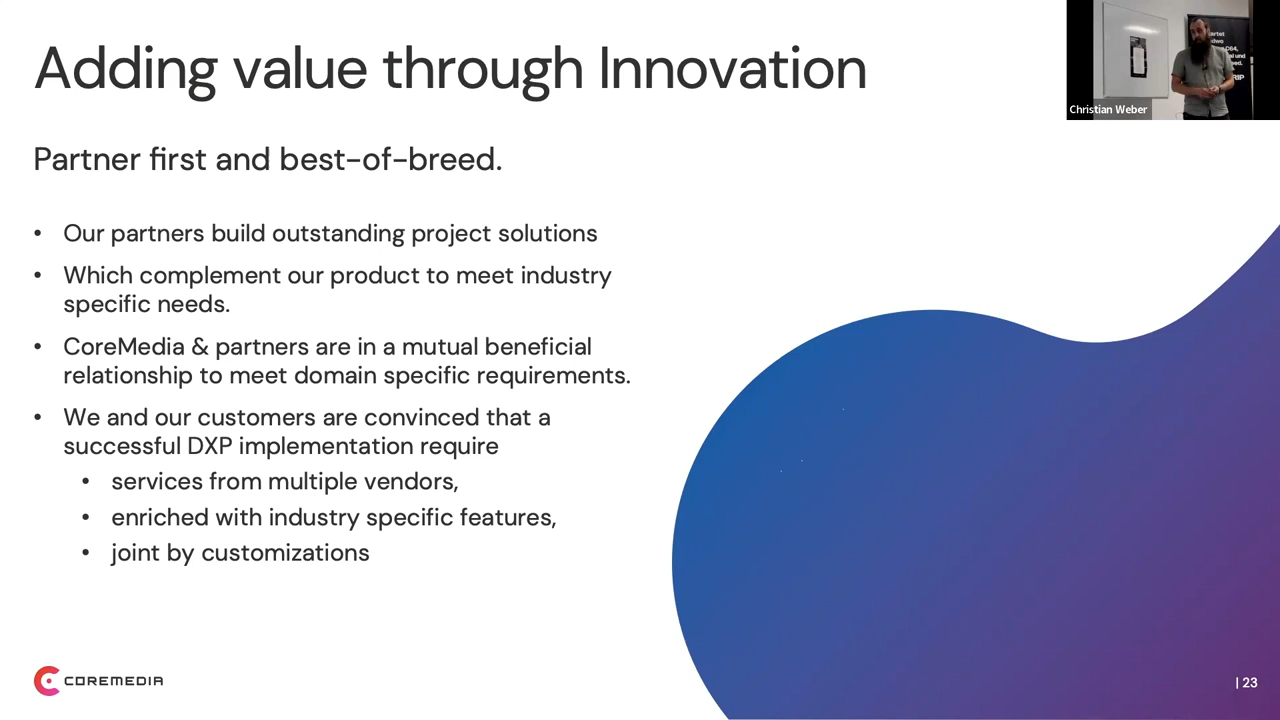 Adding value through Innovation
Christian Weber
Partner first and best-of-breed.
• Our partners build outstanding project solutions
• Which complement our product to meet industry
specific needs.
• CoreMedia & partners are in a mutual beneficial
relationship to meet domain specific requirements.
• We and our customers are convinced that a
successful DXP implementation require
• services from multiple vendors,
• enriched with industry specific features,
• joint by customizations
COREMEDIA
| 23